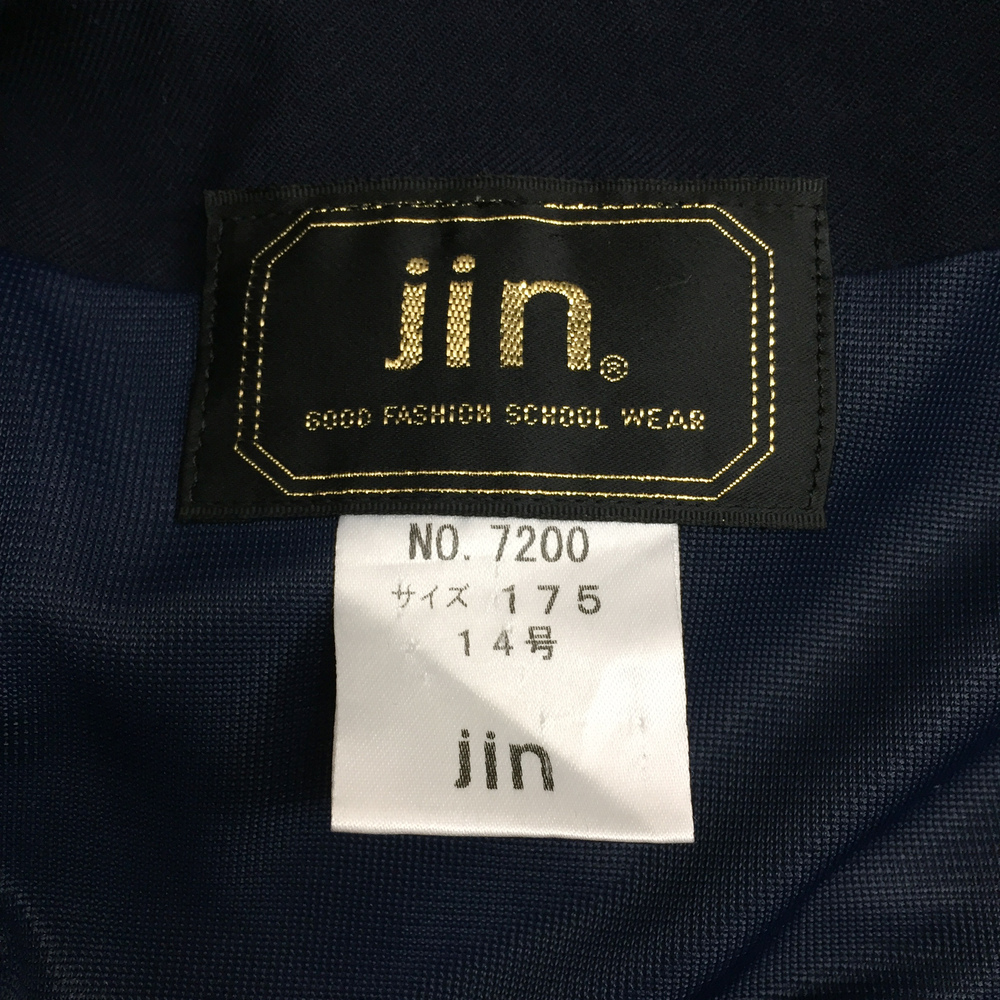 jin®
GOOD FASHION SCHOOL WEAR
NO. 7200
サイズ 175
14号
jin